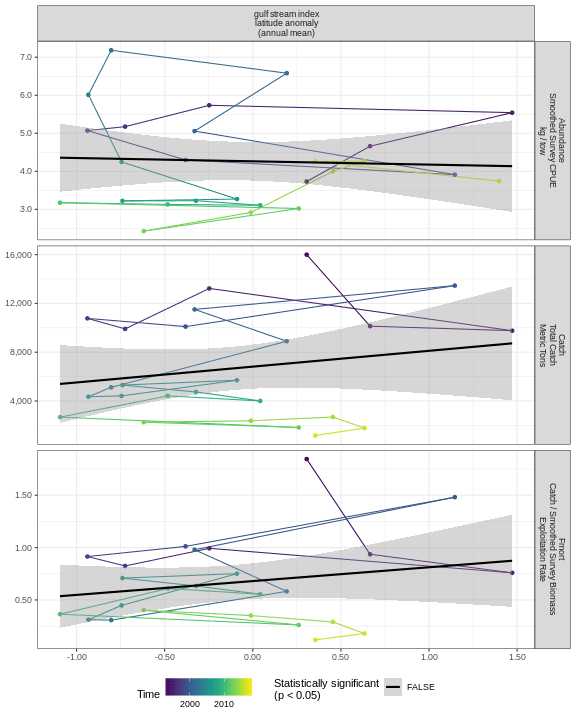 gulf stream index
latitude anomaly
(annual mean)
7.0
6.0
5.0
4.0
3.0
Abundance
Smoothed Survey CPUE
kg / tow
16,000
12,000
8,000
4,000
Catch
Total Catch
Metric Tons
1.50
1.00
0.50
Fmort
Catch / Smoothed Survey Biomass
Exploitation Rate
-1.00
-0.50
0.00
0.50
1.00
1.50
Time
2000
2010
Statistically significant
(p < 0.05)
FALSE